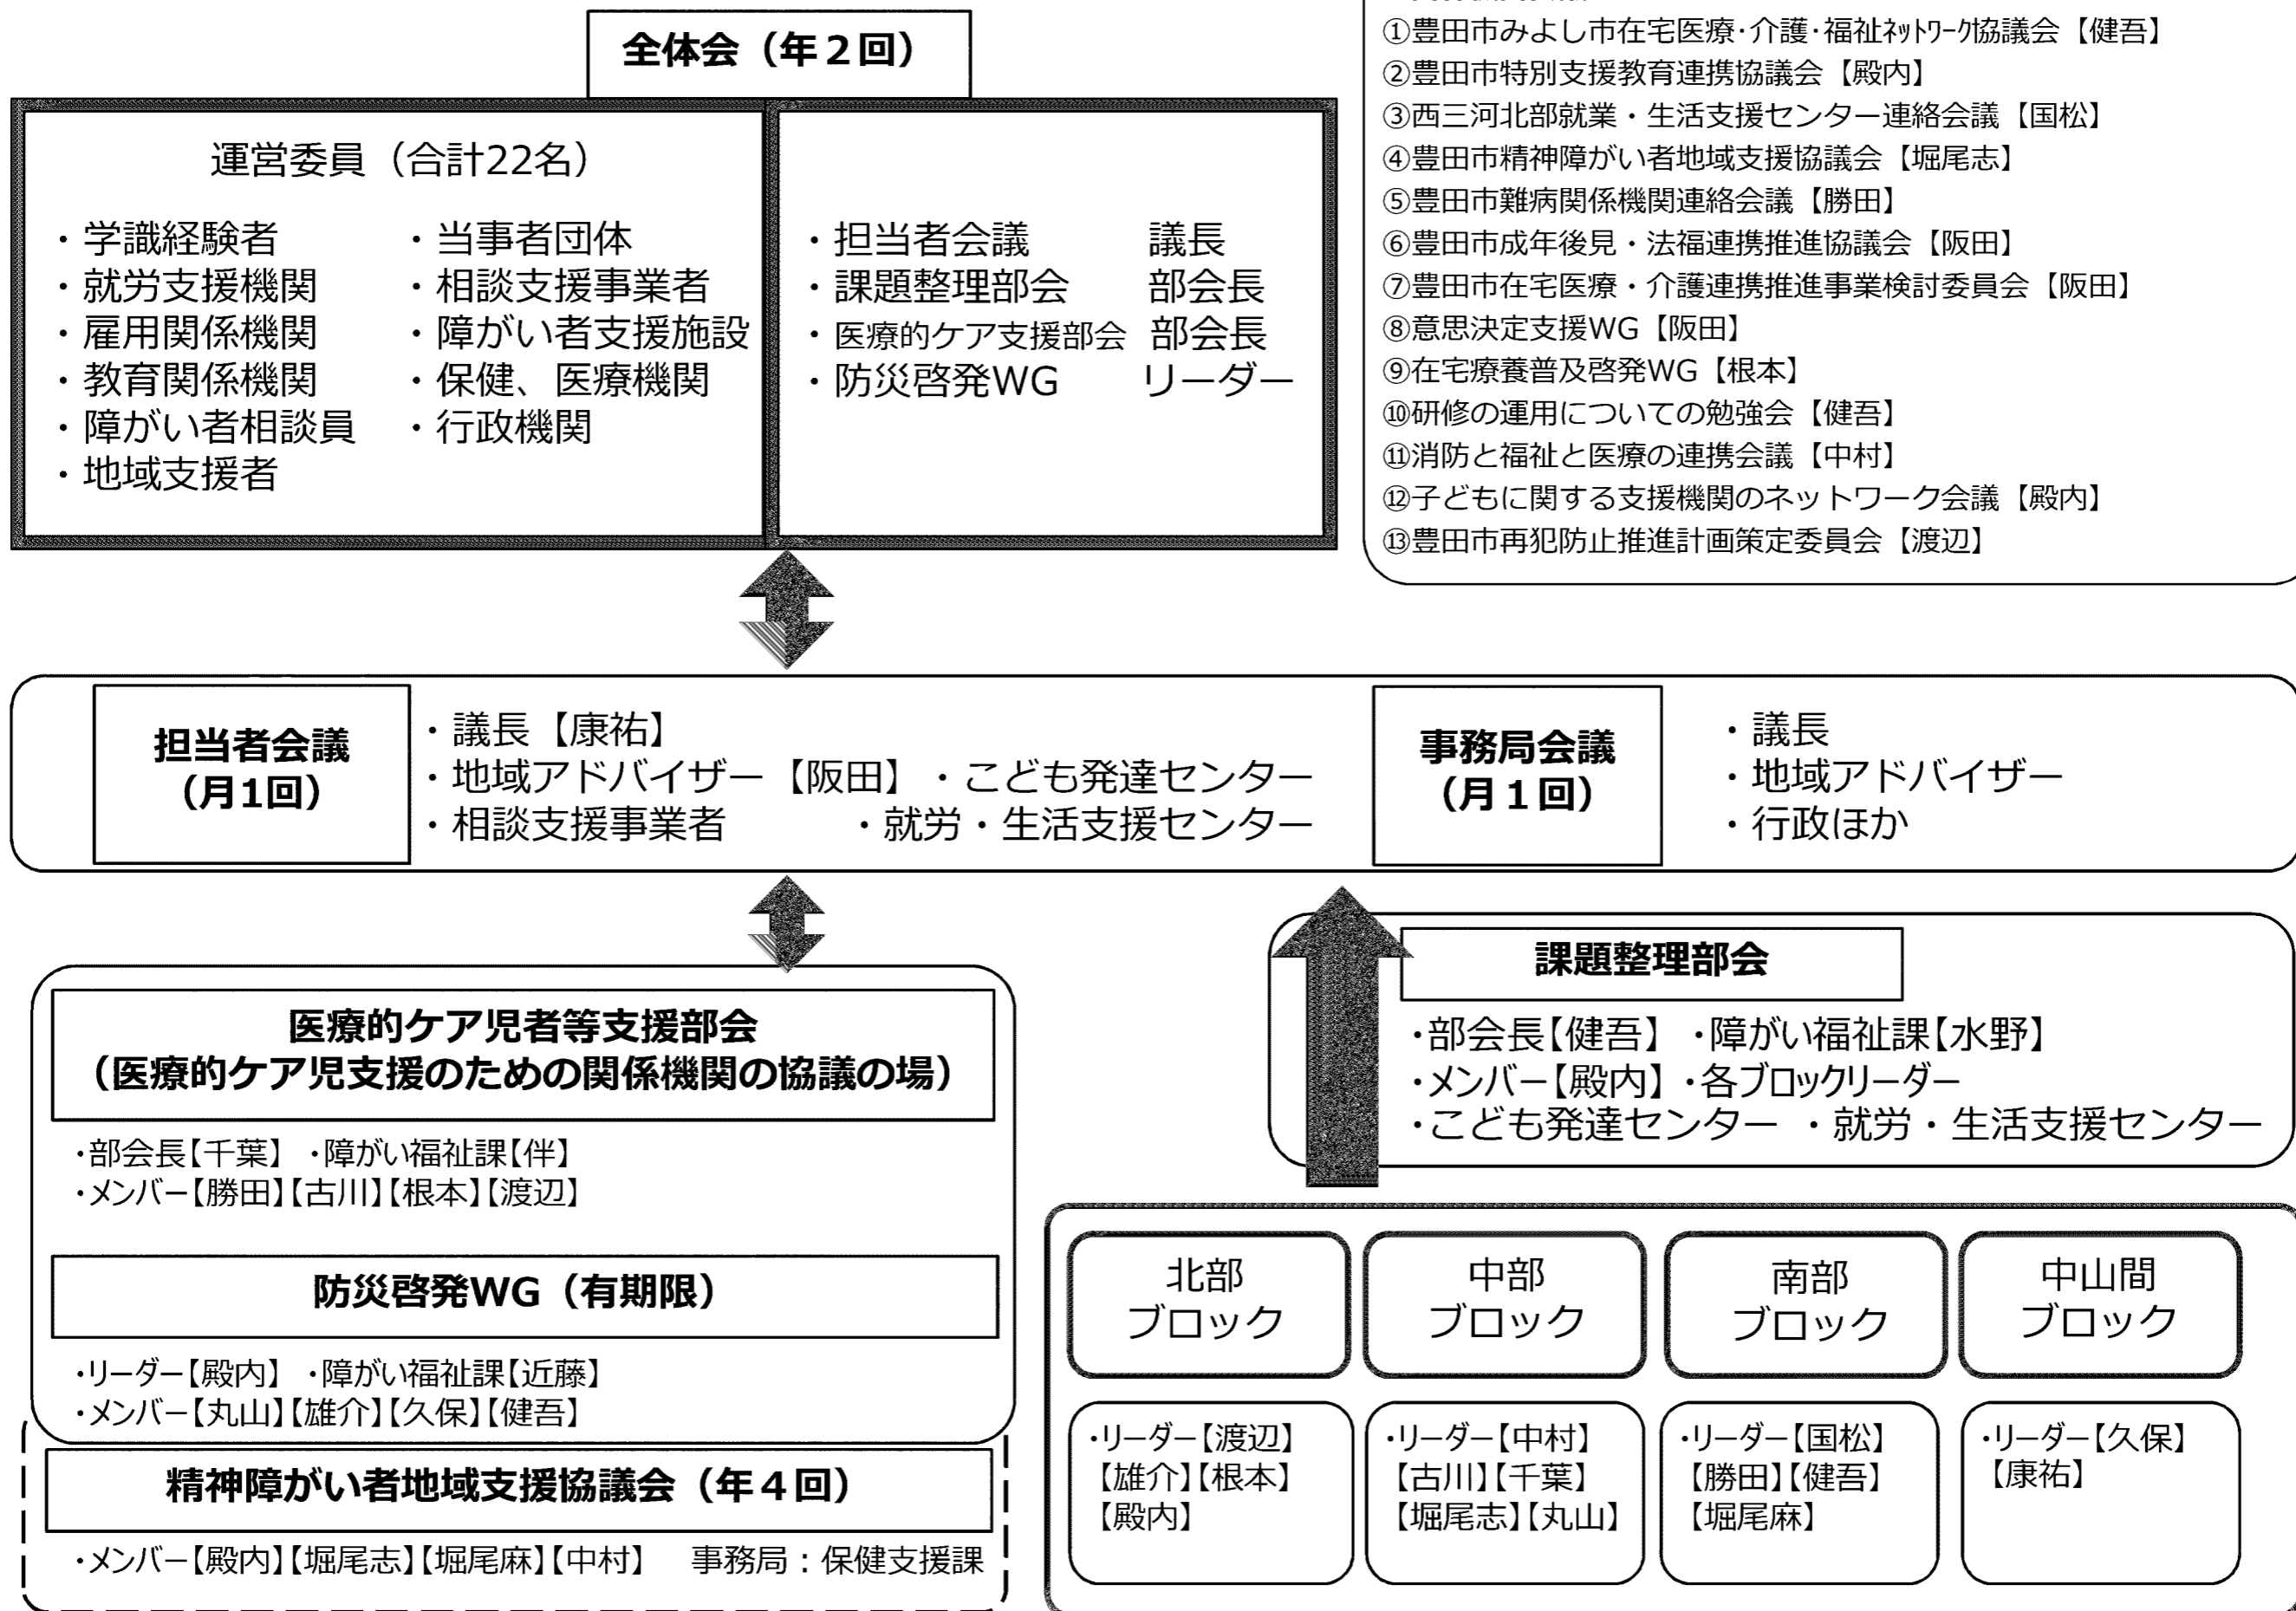 全体会（年２回）
運営委員（合計22名）
・学識経験者
・就労支援機関
・雇用関係機関
・教育関係機関
・障がい者相談員
・地域支援者
・当事者団体
・相談支援事業者
・障がい者支援施設
・保健、医療機関
・行政機関
・担当者会議　議長
・課題整理部会　部会長
・医療的ケア支援部会　部会長
・防災啓発WG　リーダー
①豊田市みよし市在宅医療・介護・福祉ﾈｯﾄﾜｰｸ協議会【健吾】
②豊田市特別支援教育連携協議会【殿内】
③西三河北部就業・生活支援センター連絡会議【国松】
④豊田市精神障がい者地域支援協議会【堀尾志】
⑤豊田市難病関係機関連絡会議【勝田】
⑥豊田市成年後見・法福連携推進協議会【阪田】
⑦豊田市在宅医療・介護連携推進事業検討委員会【阪田】
⑧意思決定支援WG【阪田】
⑨在宅療養普及啓発WG【根本】
⑩研修の運用についての勉強会【健吾】
⑪消防と福祉と医療の連携会議【中村】
⑫子どもに関する支援機関のネットワーク会議【殿内】
⑬豊田市再犯防止推進計画策定委員会【渡辺】
担当者会議
（月1回）
・議長【康祐】
・地域アドバイザー【阪田】・こども発達センター
・相談支援事業者　・就労・生活支援センター
事務局会議
（月１回）
・議長
・地域アドバイザー
・行政ほか
医療的ケア児者等支援部会
（医療的ケア児支援のための関係機関の協議の場）
・部会長【千葉】・障がい福祉課【伴】
・メンバー【勝田】【古川】【根本】【渡辺】
防災啓発WG（有期限）
・リーダー【殿内】・障がい福祉課【近藤】
・メンバー【丸山】【雄介】【久保】【健吾】
精神障がい者地域支援協議会（年４回）
・メンバー【殿内】【堀尾志】【堀尾麻】【中村】　事務局：保健支援課
課題整理部会
・部会長【健吾】・障がい福祉課【水野】
・メンバー【殿内】・各ブロックリーダー
・こども発達センター ・就労・生活支援センター
北部
ブロック
・リーダー【渡辺】
【雄介】【根本】
【殿内】
中部
ブロック
・リーダー【中村】
【古川】【千葉】
【堀尾志】【丸山】
南部
ブロック
・リーダー【国松】
【勝田】【健吾】
【堀尾麻】
中山間
ブロック
・リーダー【久保】
【康祐】